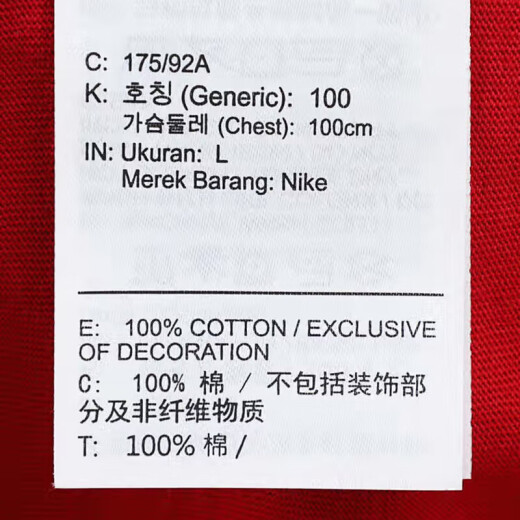 C: 175/92A
K: 호칭 (Generic): 100
가슴둘레 (Chest): 100cm
IN: Ukuran: L
Merek Barang: Nike
E: 100% COTTON / EXCLUSIVE
OF DECORATION
C: 100% 棉 / 不包括装饰部
分及非纤维物质
T: 100% 棉 /